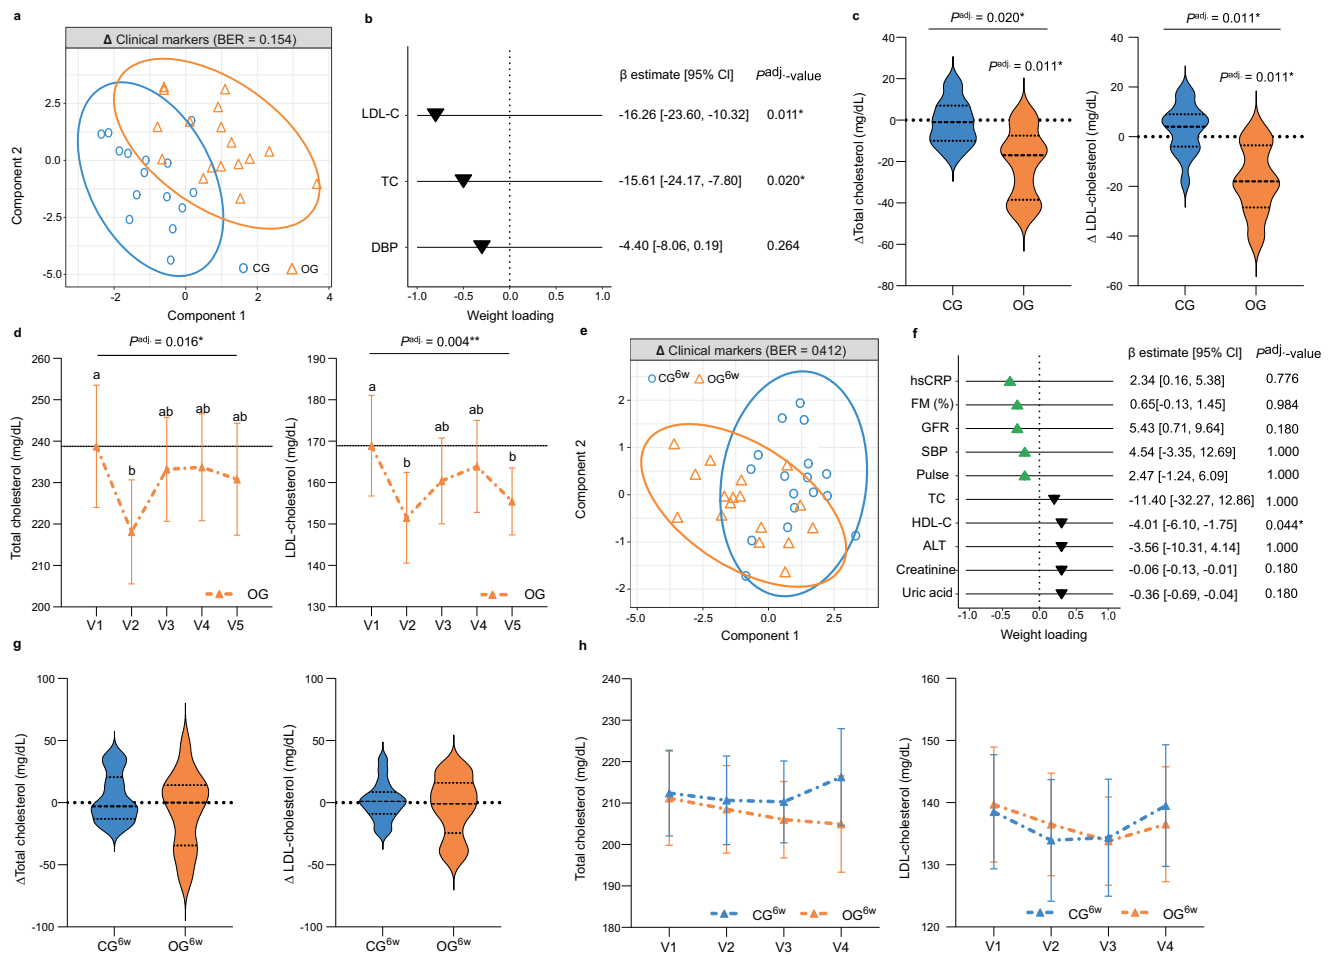 a
Δ Clinical markers (BER = 0.154)
Component 2
2.5
0.0
-2.5
-5.0
CG
OG
-2
0
2
4
Component 1
b
β estimate [95% CI]
Padj.-value
LDL-C
-16.26 [-23.60, -10.32]
0.011*
TC
-15.61 [-24.17, -7.80]
0.020*
DBP
-4.40 [-8.06, 0.19]
0.264
-1.0
-0.5
0.0
0.5
1.0
Weight loading
c
Padj. = 0.020*
Padj. = 0.011*
ΔTotal cholesterol (mg/dL)
40
20
0
-20
-40
-60
-80
CG
OG
Padj. = 0.011*
Padj. = 0.011*
Δ LDL-cholesterol (mg/dL)
40
20
0
-20
-40
-60
CG
OG
d
Padj. = 0.016*
Total cholesterol (mg/dL)
260
250
240
230
220
210
200
a
b
ab
ab
ab
OG
V1
V2
V3
V4
V5
Padj. = 0.004**
LDL-cholesterol (mg/dL)
190
180
170
160
150
140
130
a
b
ab
b
b
OG
V1
V2
V3
V4
V5
e
Δ Clinical markers (BER = 0412)
CG6w
OG6w
Component 2
2
1
0
-1
-2
-5.0
-2.5
0.0
2.5
Component 1
f
β estimate [95% CI]
Padj.-value
hsCRP
2.34 [0.16, 5.38]
0.776
FM (%)
0.65[-0.13, 1.45]
0.984
GFR
5.43 [0.71, 9.64]
0.180
SBP
4.54 [-3.35, 12.69]
1.000
Pulse
2.47 [-1.24, 6.09]
1.000
TC
-11.40 [-32.27, 12.86]
1.000
HDL-C
-4.01 [-6.10, -1.75]
0.044*
ALT
-3.56 [-10.31, 4.14]
1.000
Creatinine
-0.06 [-0.13, -0.01]
0.180
Uric acid
-0.36 [-0.69, -0.04]
0.180
-1.0
-0.5
0.0
0.5
1.0
Weight loading
g
ΔTotal cholesterol (mg/dL)
100
50
0
-50
-100
CG6w
OG6w
Δ LDL-cholesterol (mg/dL)
100
50
0
-50
-100
CG6w
OG6w
h
Total cholesterol (mg/dL)
240
230
220
210
200
190
180
CG6w
OG6w
V1
V2
V3
V4
LDL-cholesterol (mg/dL)
160
150
140
130
120
CG6w
OG6w
V1
V2
V3
V4